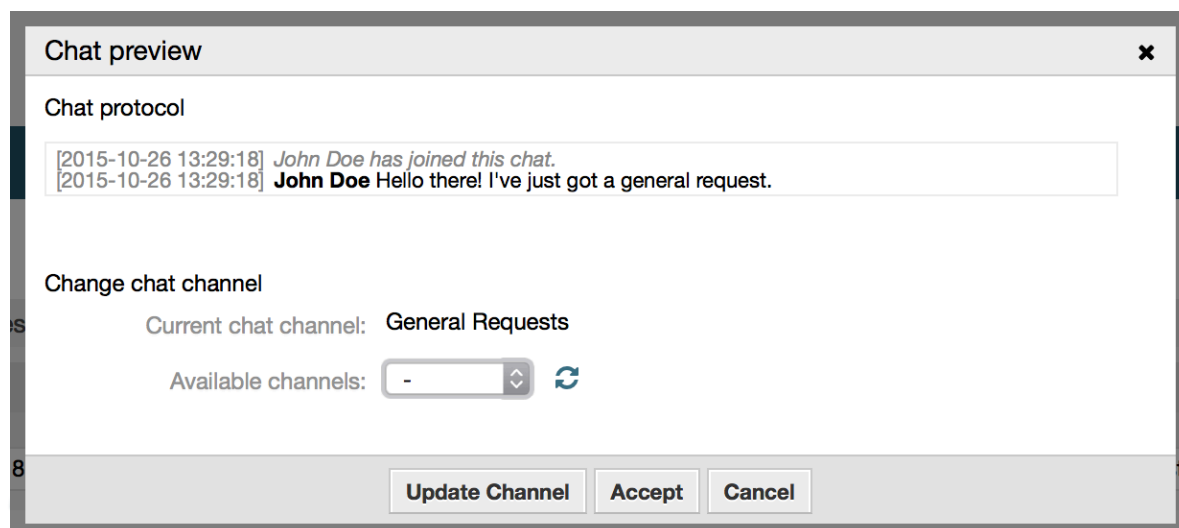 Chat preview
Chat protocol
[2015-10-26 13:29:18] John Doe has joined this chat.
[2015-10-26 13:29:18] John Doe Hello there! I've just got a general request.
Change chat channel
es
Current chat channel: General Requests
Available channels: -
8
Update Channel Accept Cancel